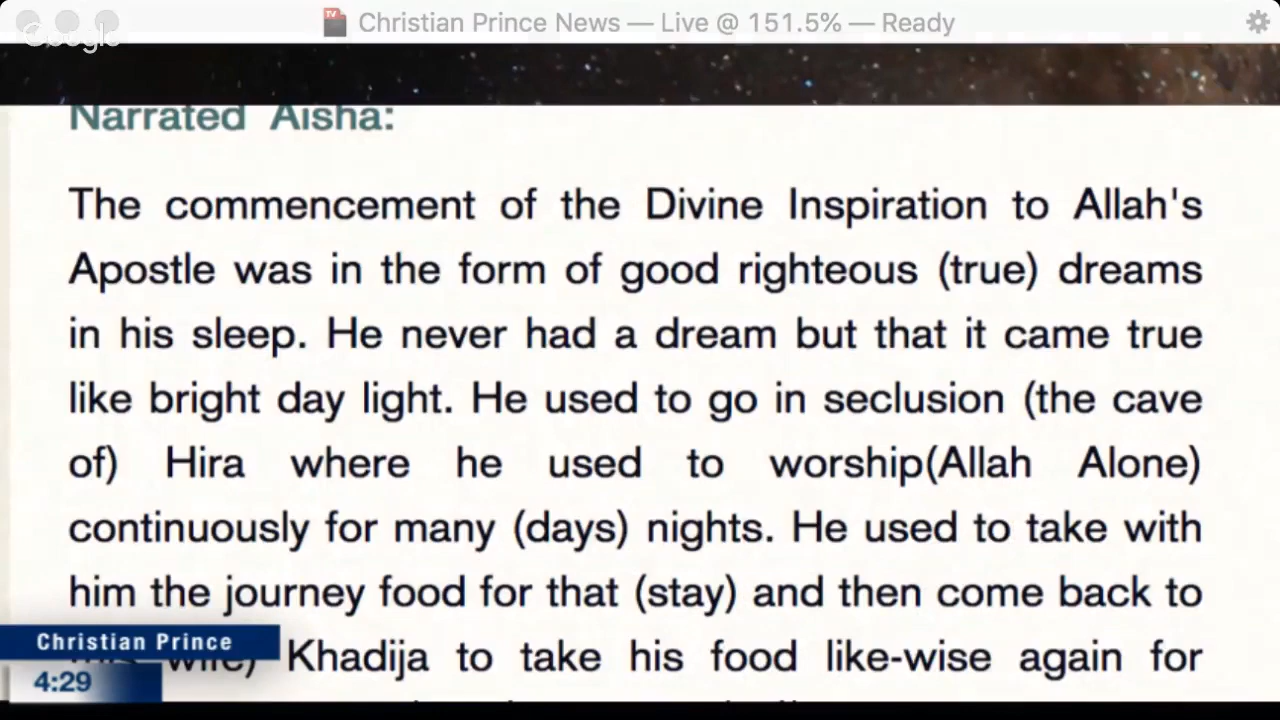 Christian Prince News — Live @ 151.5% — Ready
Google
Narrated Aisha:
The commencement of the Divine Inspiration to Allah's
Apostle was in the form of good righteous (true) dreams
in his sleep. He never had a dream but that it came true
like bright day light. He used to go in seclusion (the cave
of) Hira where he used to worship(Allah Alone)
continuously for many (days) nights. He used to take with
him the journey food for that (stay) and then come back to
wife) Khadija to take his food like-wise again for
Christian Prince
4:29